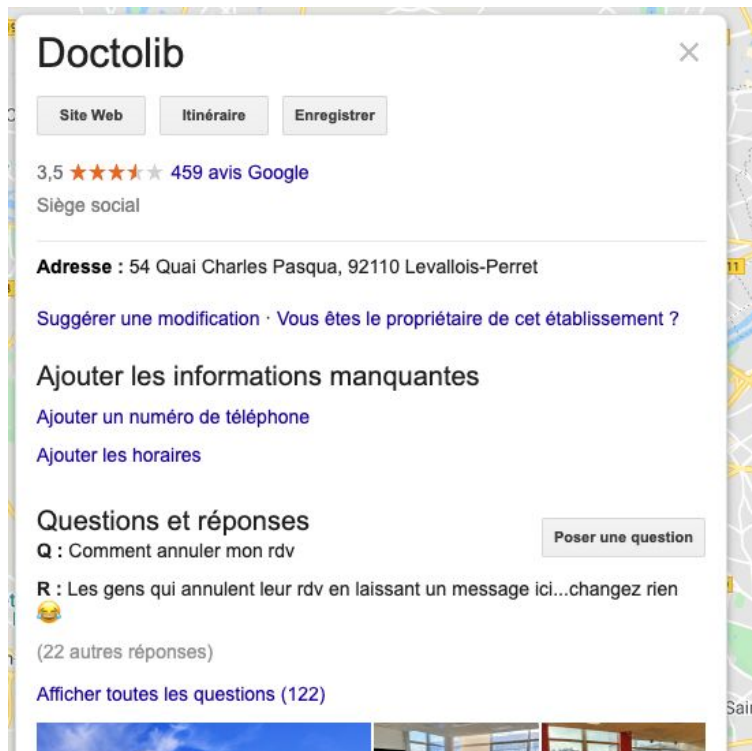 Doctolib
Site Web
Itinéraire
Enregistrer
3,5
459 avis Google
Siège social
Adresse : 54 Quai Charles Pasqua, 92110 Levallois-Perret
11
Suggérer une modification · Vous êtes le propriétaire de cet établissement ?
Ajouter les informations manquantes
Ajouter un numéro de téléphone
Ajouter les horaires
Questions et réponses
Poser une question
Q : Comment annuler mon rdv
R : Les gens qui annulent leur rdv en laissant un message ici...changez rien
😂
(22 autres réponses)
Afficher toutes les questions (122)